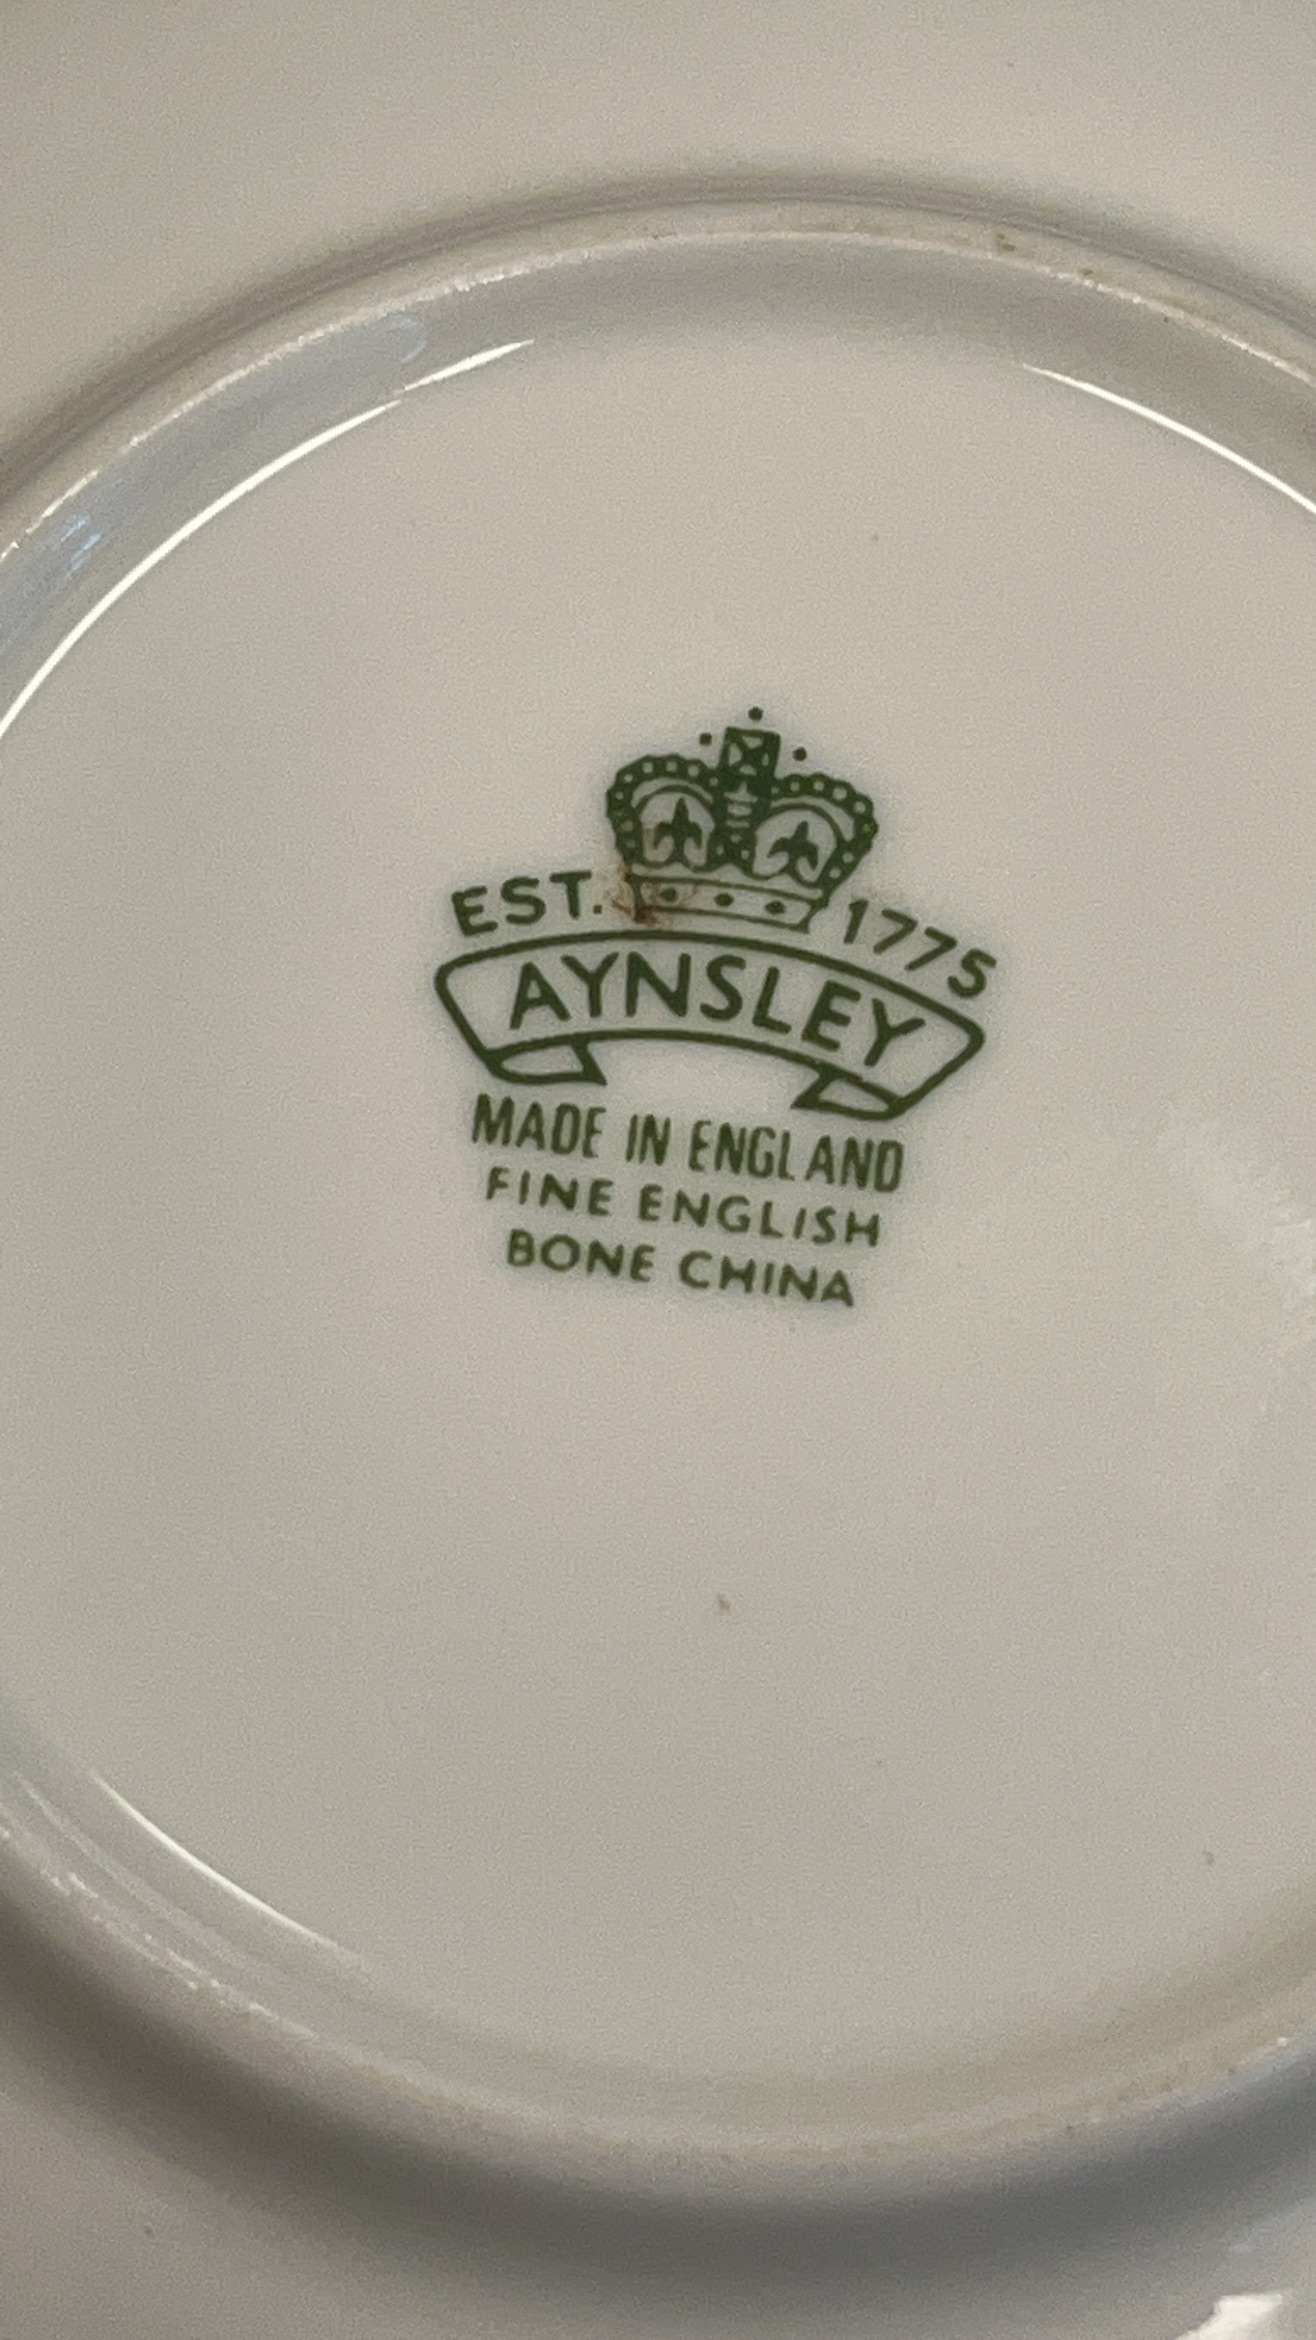 EST. 1775
AYNSLEY
MADE IN ENGLAND
FINE ENGLISH
BONE CHINA